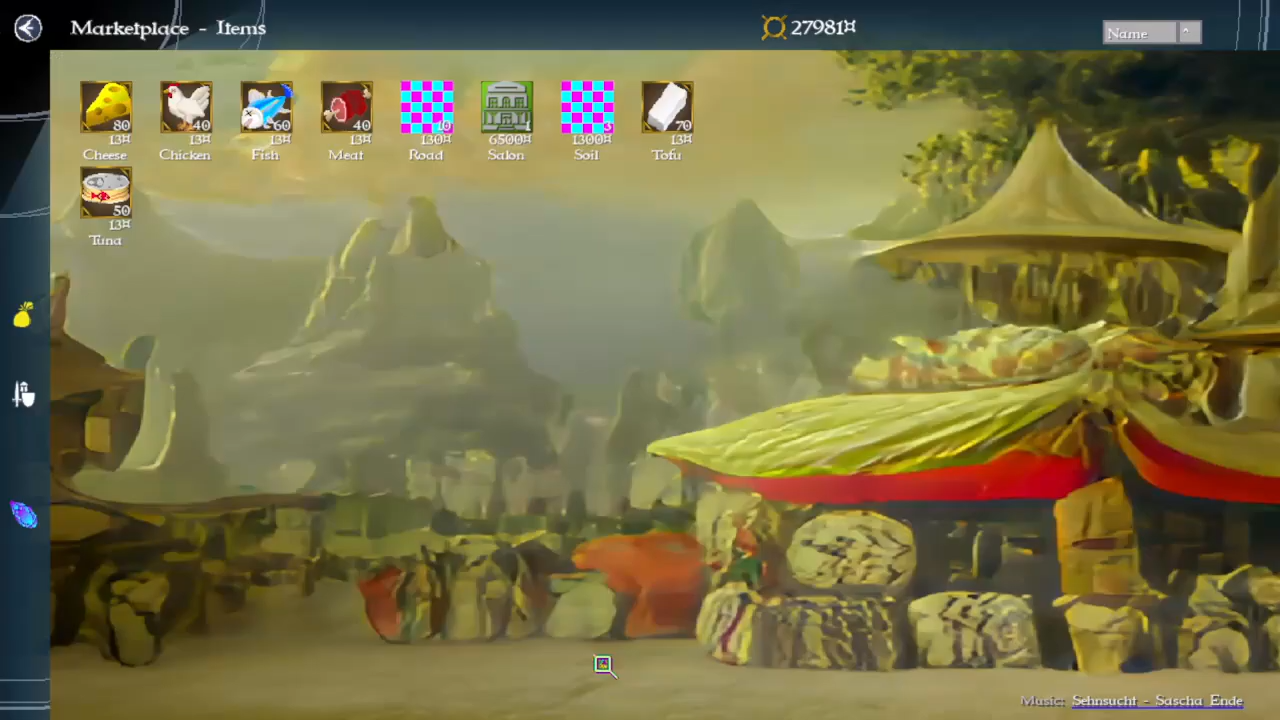 Marketplace - Items
27981¤
Name ^
80 40 60 40 10 1 5 70
13¤ 13¤ 13¤ 13¤ 130¤ 6500¤ 1300¤ 13¤
Cheese Chicken Fish Meat Road Salon Soil Tofu
50
13¤
Tuna
Music: Sehnsucht - Sascha Ende